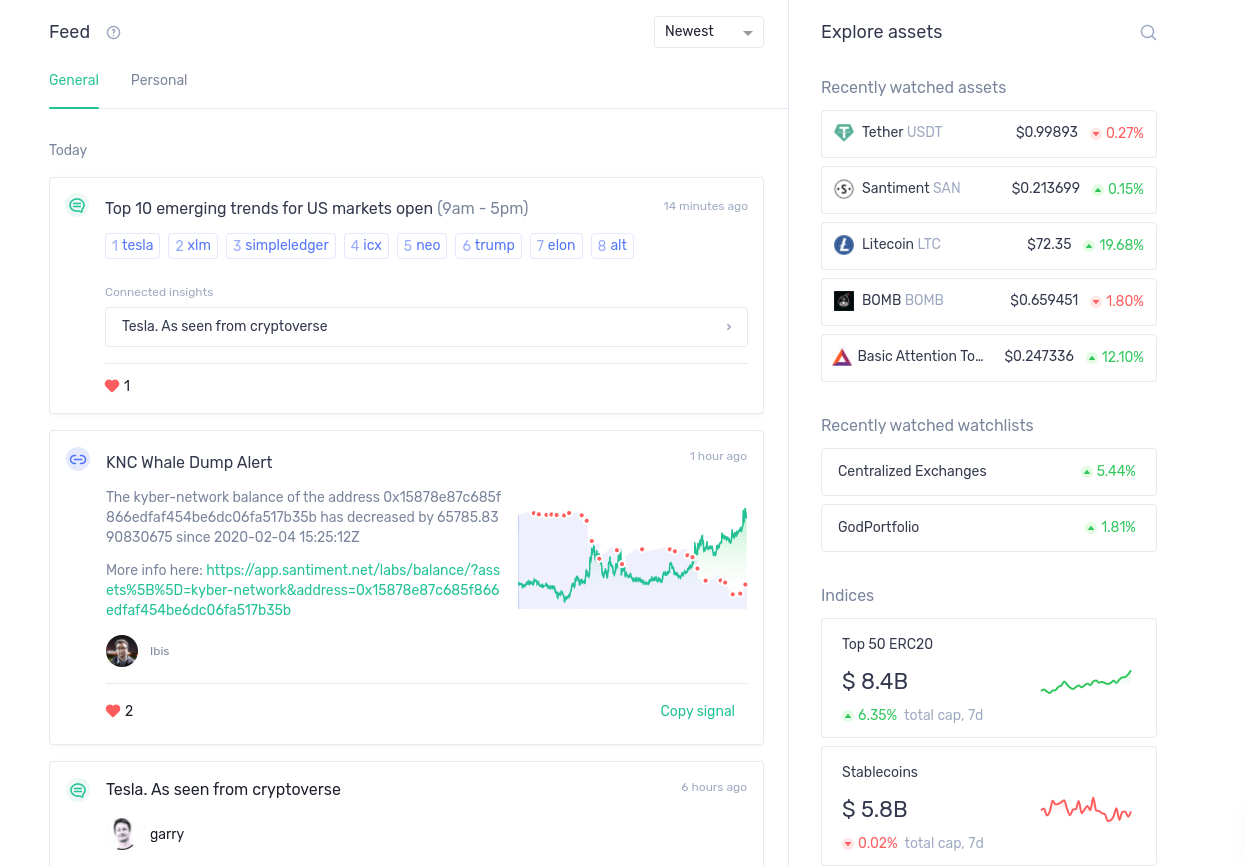 Feed
Newest
General Personal
Today
Top 10 emerging trends for US markets open (9am - 5pm)
14 minutes ago
1 tesla 2 xlm 3 simpleledger 4 icx 5 neo 6 trump 7 elon 8 alt
Connected insights
Tesla. As seen from cryptoverse
1
KNC Whale Dump Alert
1 hour ago
The kyber-network balance of the address 0x15878e87c685f
866edfaf454be6dc06fa517b35b has decreased by 65785.83
90830675 since 2020-02-04 15:25:12Z
More info here: https://app.santiment.net/labs/balance/?ass
ets%5B%5D=kyber-network&address=0x15878e87c685f866
edfaf454be6dc06fa517b35b
Ibis
2
Copy signal
Tesla. As seen from cryptoverse
6 hours ago
garry
Explore assets
Recently watched assets
Tether USDT $0.99893 0.27%
Santiment SAN $0.213699 0.15%
Litecoin LTC $72.35 19.68%
BOMB BOMB $0.659451 1.80%
Basic Attention To... $0.247336 12.10%
Recently watched watchlists
Centralized Exchanges 5.44%
GodPortfolio 1.81%
Indices
Top 50 ERC20
$ 8.4B
6.35% total cap, 7d
Stablecoins
$ 5.8B
0.02% total cap, 7d